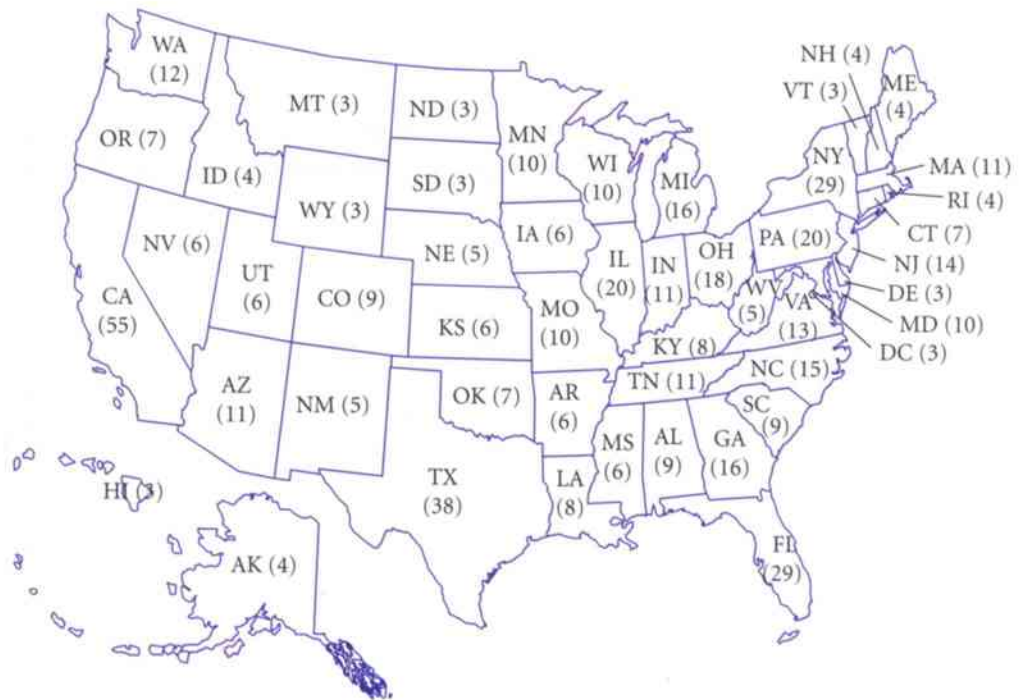 WA
(12)
MT (3)
ND (3)
MN
(10)
NH (4)
VT (3)
ME
(4)
OR (7)
ID (4)
WY (3)
SD (3)
WI
(10)
MI
(16)
NY
(29)
MA (11)
RI (4)
CT (7)
NJ (14)
DE (3)
MD (10)
DC (3)
NV (6)
UT
(6)
CO (9)
NE (5)
IA (6)
IL
(20)
IN
(11)
OH
(18)
PA (20)
WV
(5)
VA
(13)
CA
(55)
KS (6)
MO
(10)
KY (8)
NC (15)
TN (11)
SC
(9)
AZ
(11)
NM (5)
OK (7)
AR
(6)
MS
(6)
AL
(9)
GA
(16)
TX
(38)
LA
(8)
FL
(29)
HI (3)
AK (4)